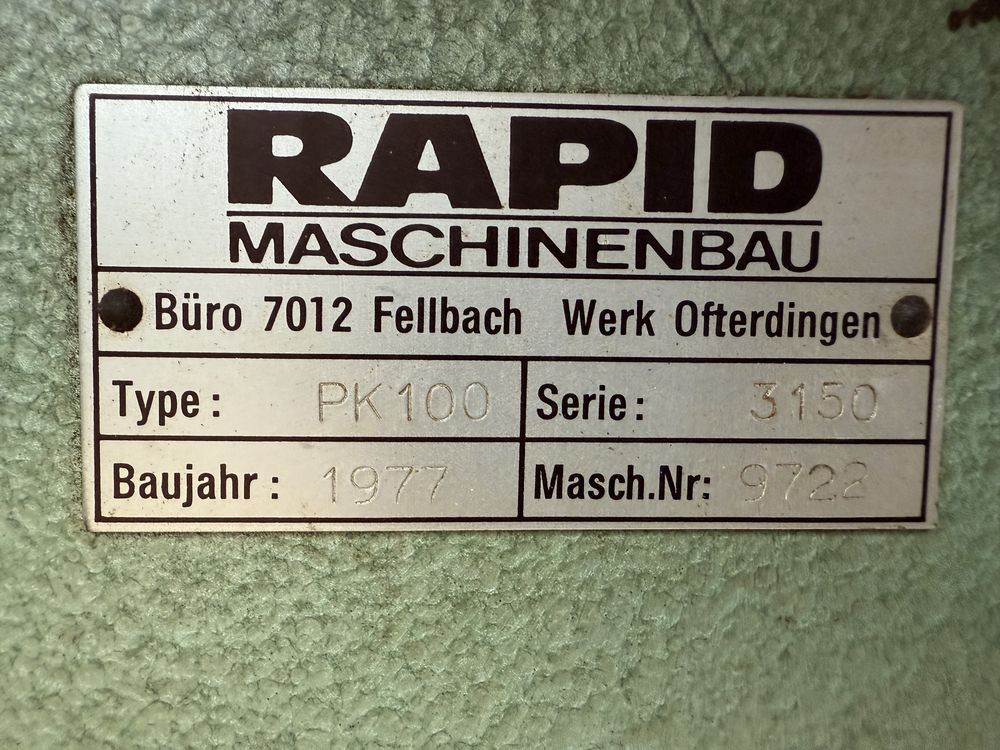 RAPID
MASCHINENBAU
Büro 7012 Fellbach Werk Ofterdingen
Type: PK100 Serie: 3150
Baujahr: 1977 Masch.Nr: 9722